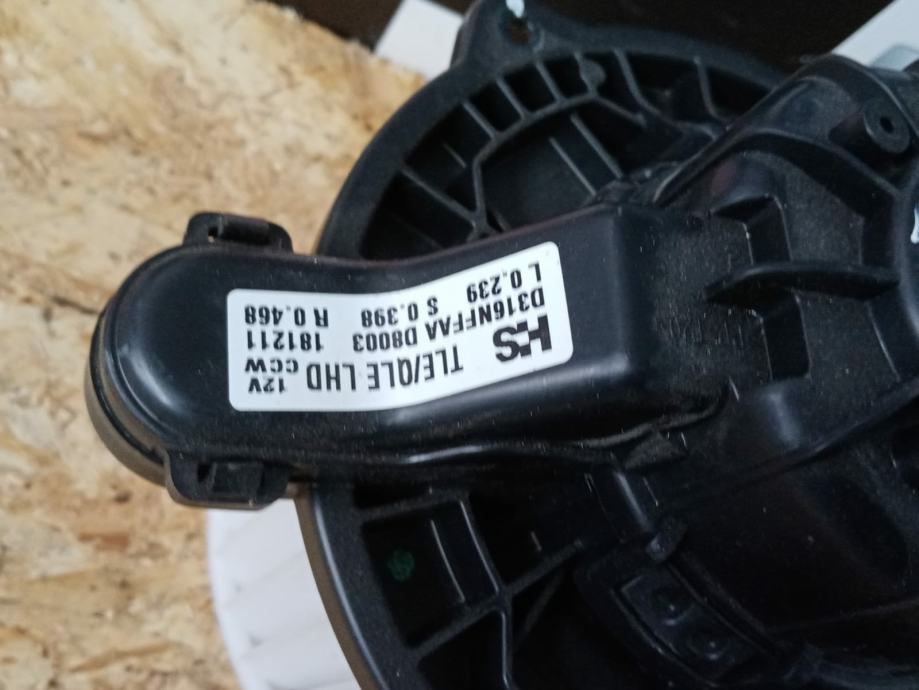 HS TLE/QLE LHD 12V CCW
D316NFFAA D8003 181211
L 0.239 S 0.398 R 0.468